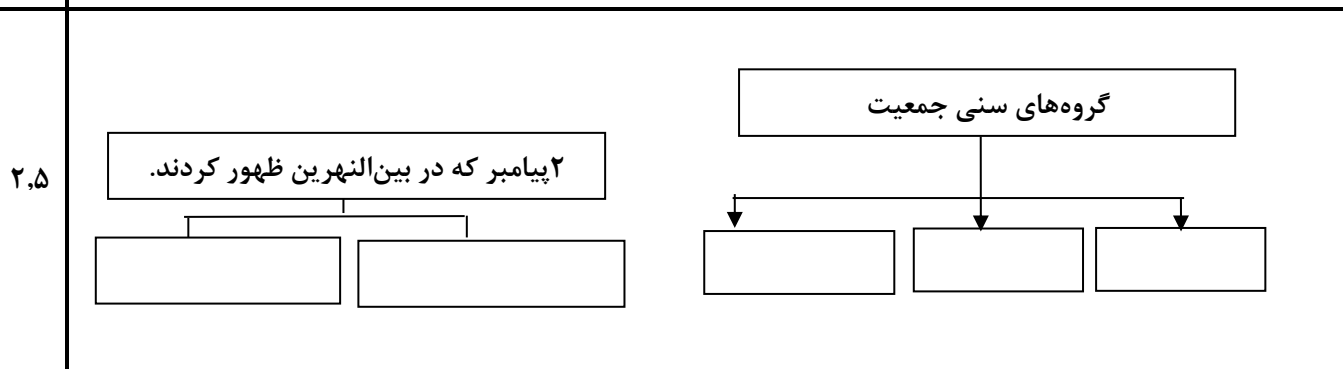 گروه‌های سنی جمعیت
۲پیامبر که در بین‌النهرین ظهور کردند.
۲٫۵